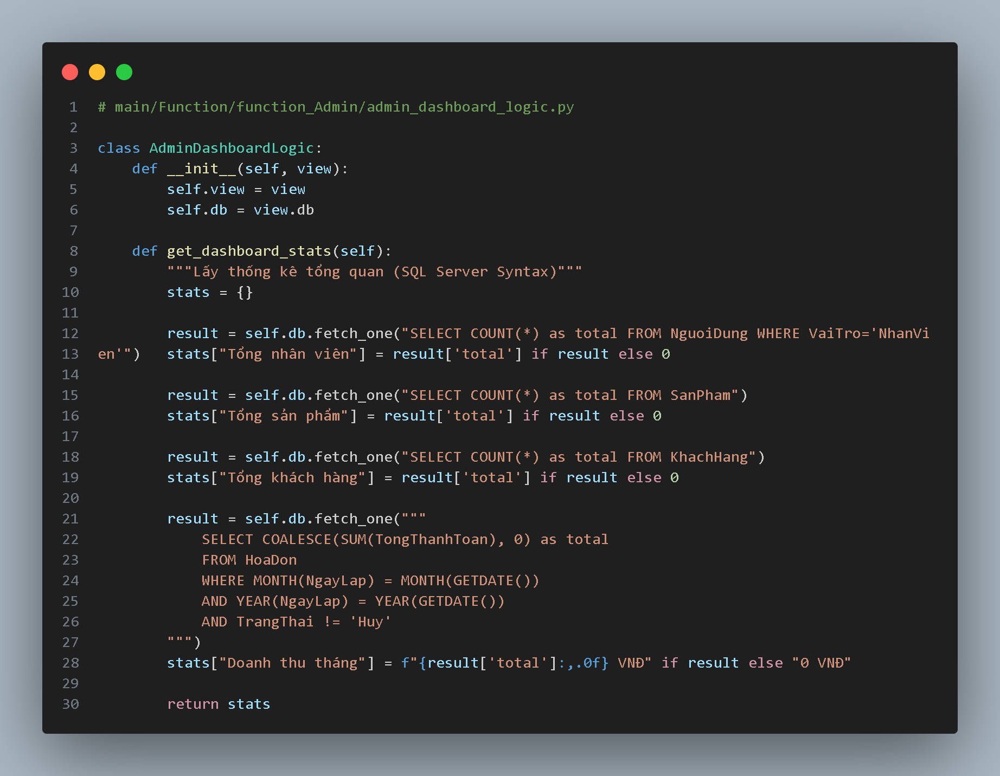 1 # main/Function/function_Admin/admin_dashboard_logic.py
2
3 class AdminDashboardLogic:
4     def __init__(self, view):
5         self.view = view
6         self.db = view.db
7
8     def get_dashboard_stats(self):
9         """Lấy thống kê tổng quan (SQL Server Syntax)"""
10         stats = {}
11
12         result = self.db.fetch_one("SELECT COUNT(*) as total FROM NguoiDung WHERE VaiTro='NhanVi
13 en'")   stats["Tổng nhân viên"] = result['total'] if result else 0
14
15         result = self.db.fetch_one("SELECT COUNT(*) as total FROM SanPham")
16         stats["Tổng sản phẩm"] = result['total'] if result else 0
17
18         result = self.db.fetch_one("SELECT COUNT(*) as total FROM KhachHang")
19         stats["Tổng khách hàng"] = result['total'] if result else 0
20
21         result = self.db.fetch_one("""
22             SELECT COALESCE(SUM(TongThanhToan), 0) as total
23             FROM HoaDon
24             WHERE MONTH(NgayLap) = MONTH(GETDATE())
25             AND YEAR(NgayLap) = YEAR(GETDATE())
26             AND TrangThai != 'Huy'
27         """)
28         stats["Doanh thu tháng"] = f"{result['total']:,.0f} VNĐ" if result else "0 VNĐ"
29
30         return stats